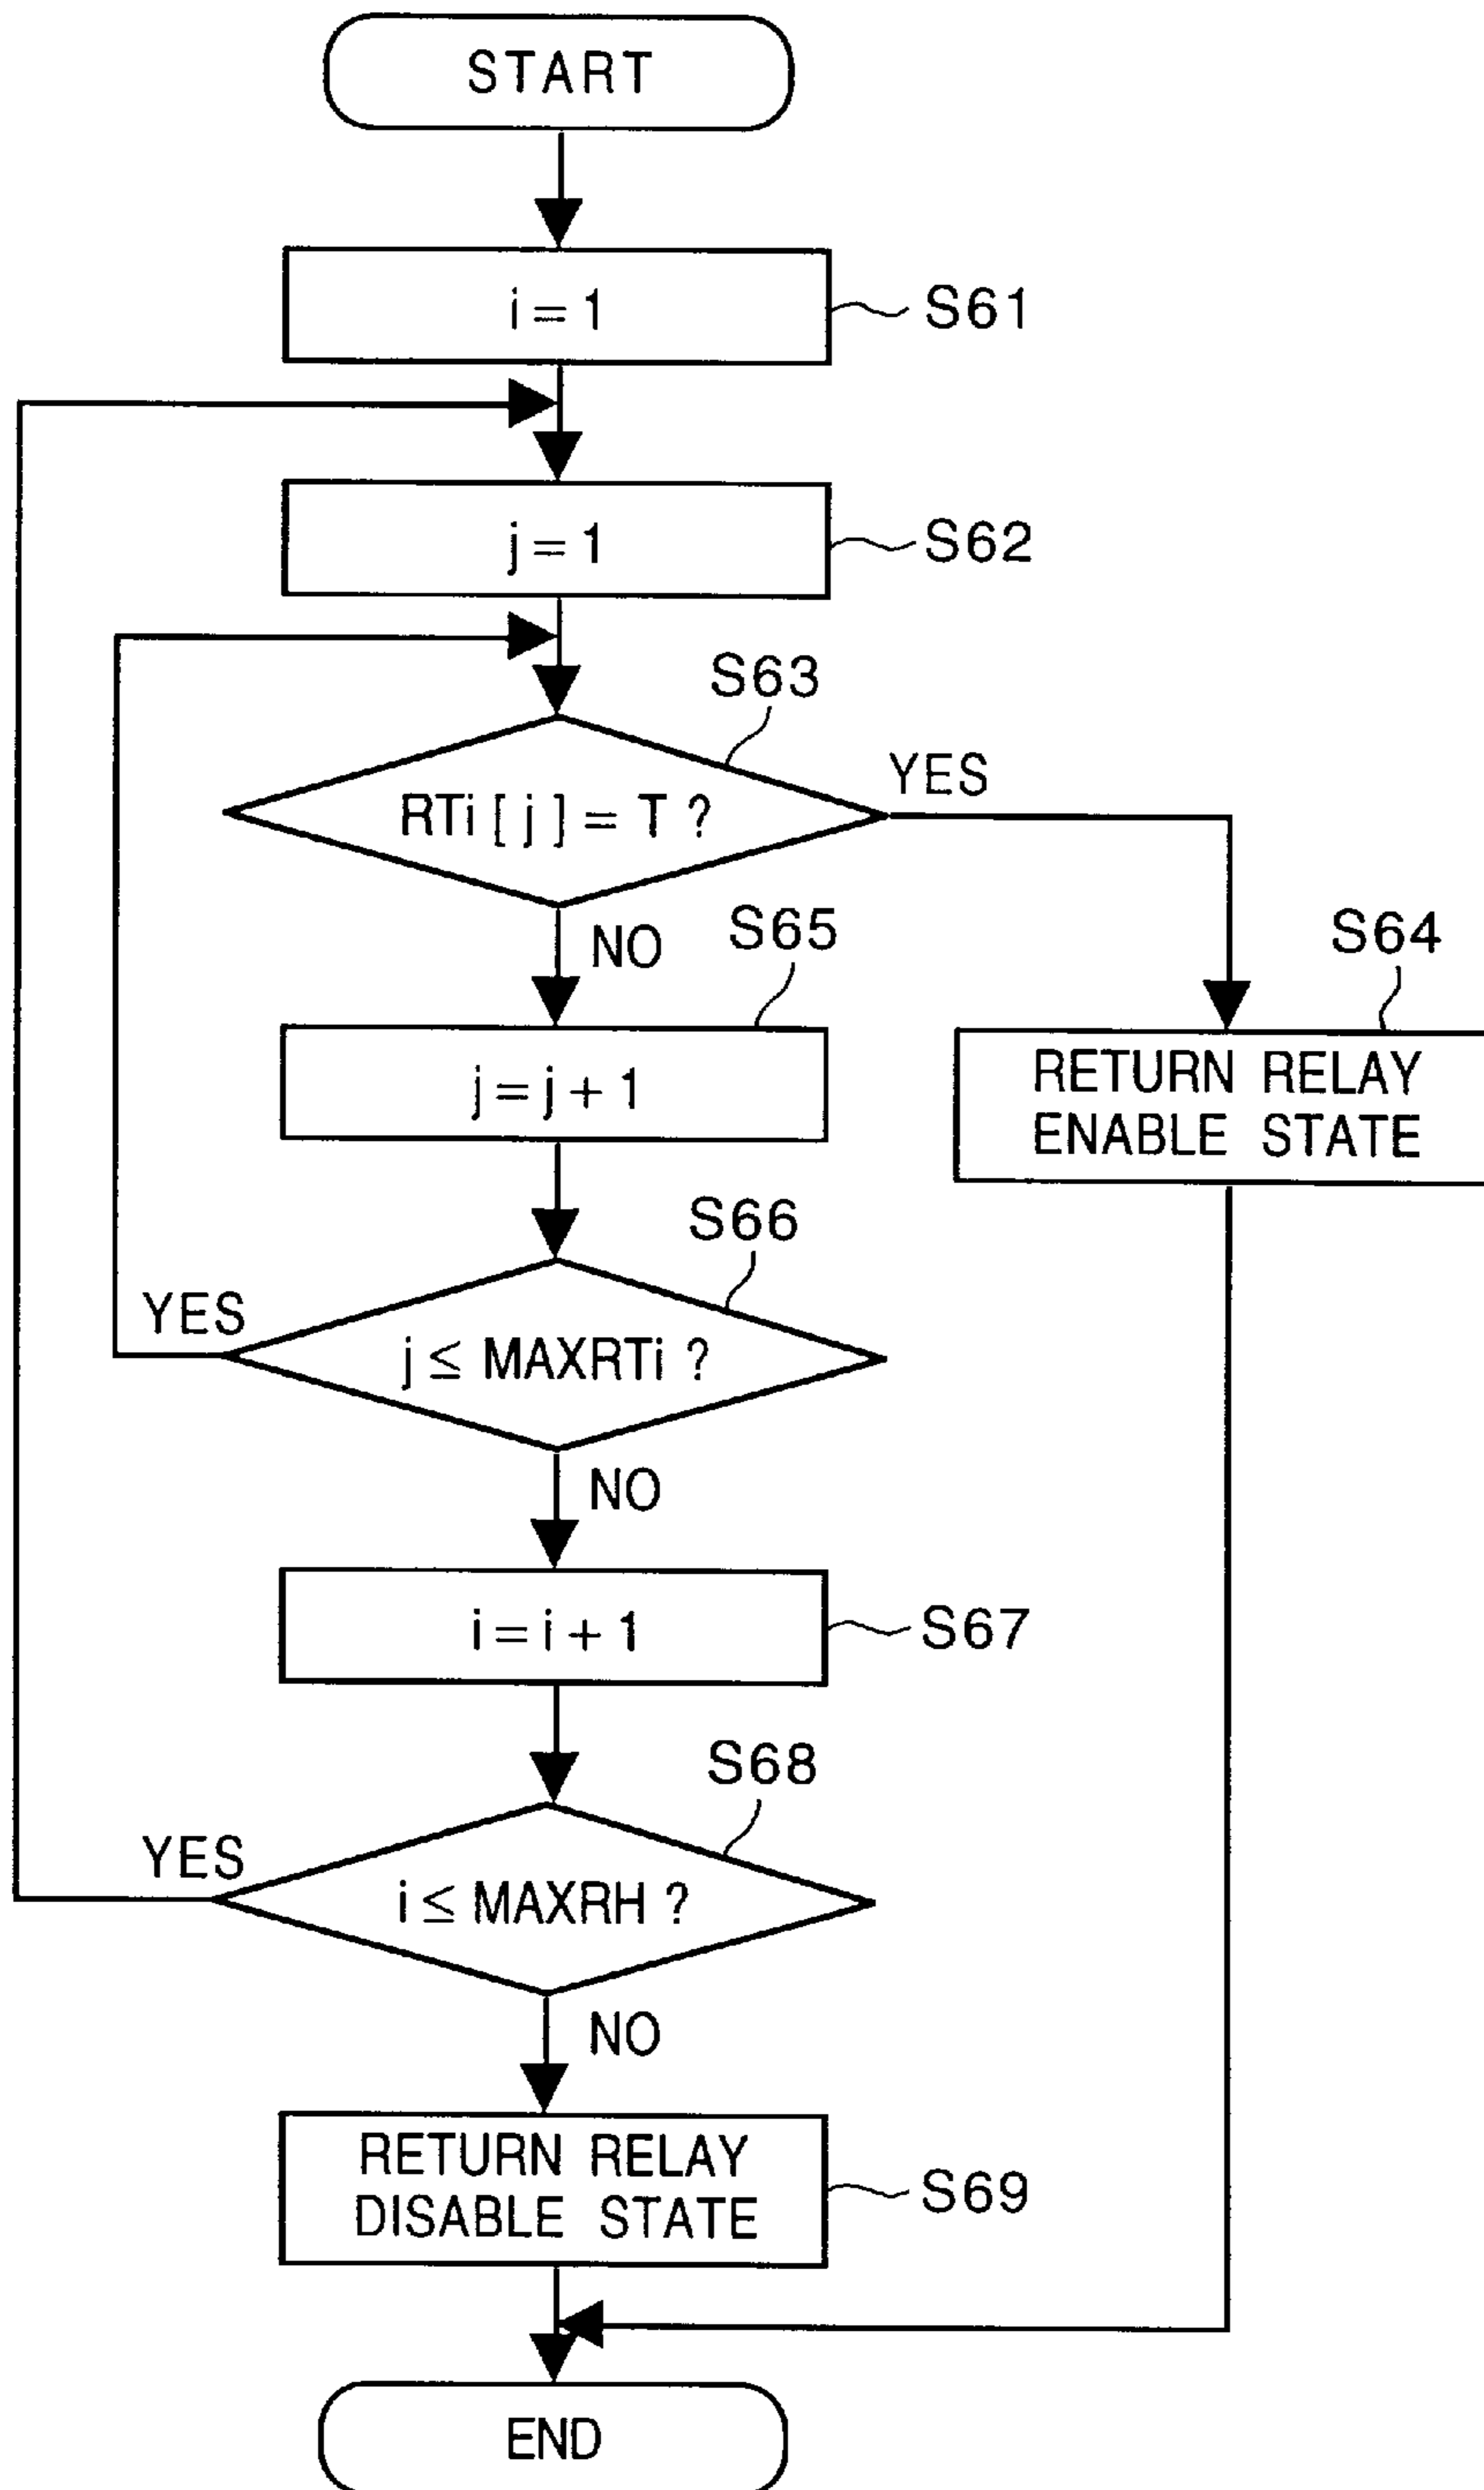 START
i = 1
S61
j = 1
S62
S63
RTi [ j ] = T ?
YES
NO
S65
S64
j = j + 1
RETURN RELAY
ENABLE STATE
S66
YES
j ≤ MAXRTi ?
NO
i = i + 1
S67
S68
YES
i ≤ MAXRH ?
NO
RETURN RELAY
DISABLE STATE
S69
END